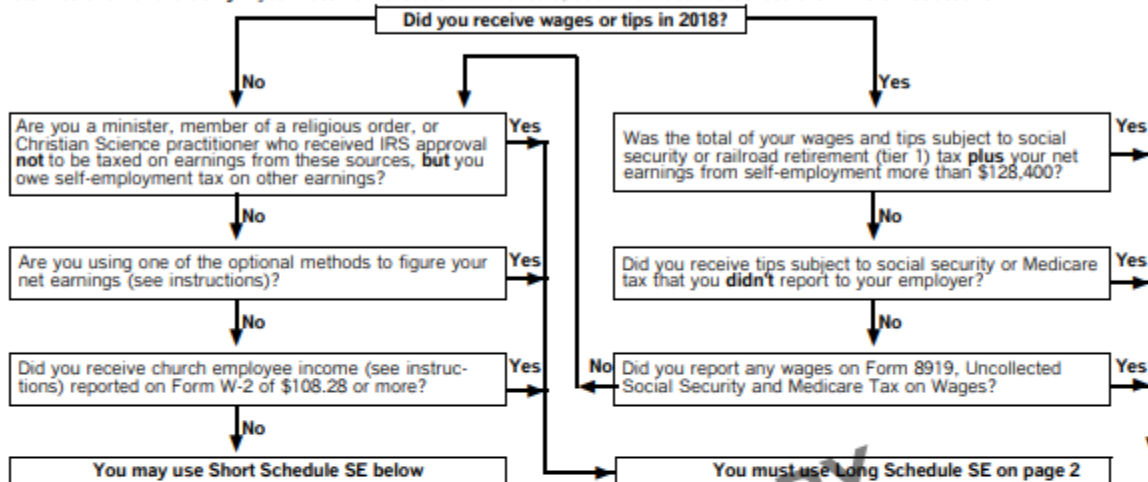 Did you receive wages or tips in 2018?
No
Yes
Are you a minister, member of a religious order, or
Christian Science practitioner who received IRS approval
not to be taxed on earnings from these sources, but you
owe self-employment tax on other earnings?
Yes
Was the total of your wages and tips subject to social
security or railroad retirement (tier 1) tax plus your net
earnings from self-employment more than $128,400?
Yes
No
No
Are you using one of the optional methods to figure your
net earnings (see instructions)?
Yes
Did you receive tips subject to social security or Medicare
tax that you didn't report to your employer?
Yes
No
No
Did you receive church employee income (see instruc-
tions) reported on Form W-2 of $108.28 or more?
Yes
No
Did you report any wages on Form 8919, Uncollected
Social Security and Medicare Tax on Wages?
Yes
No
You may use Short Schedule SE below
You must use Long Schedule SE on page 2